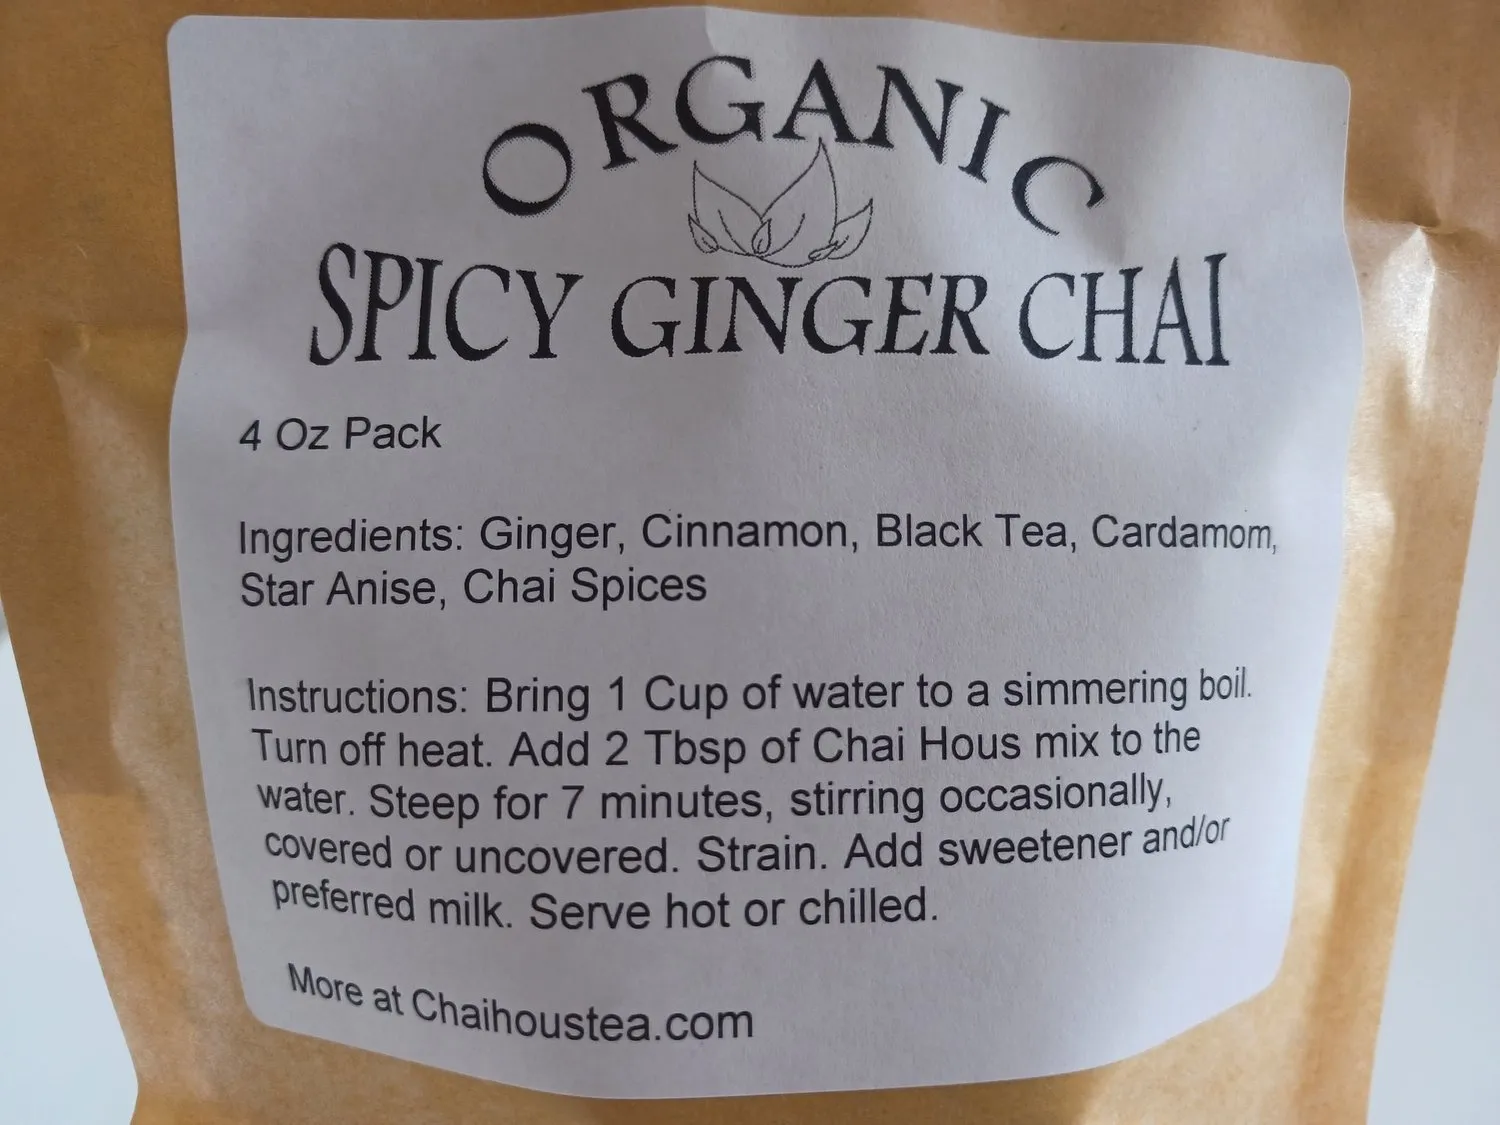 ORGANIC
SPICY GINGER CHAI
4 Oz Pack
Ingredients: Ginger, Cinnamon, Black Tea, Cardamom,
Star Anise, Chai Spices
Instructions: Bring 1 Cup of water to a simmering boil.
Turn off heat. Add 2 Tbsp of Chai Hous mix to the
water. Steep for 7 minutes, stirring occasionally,
covered or uncovered. Strain. Add sweetener and/or
preferred milk. Serve hot or chilled.
More at Chaihoustea.com